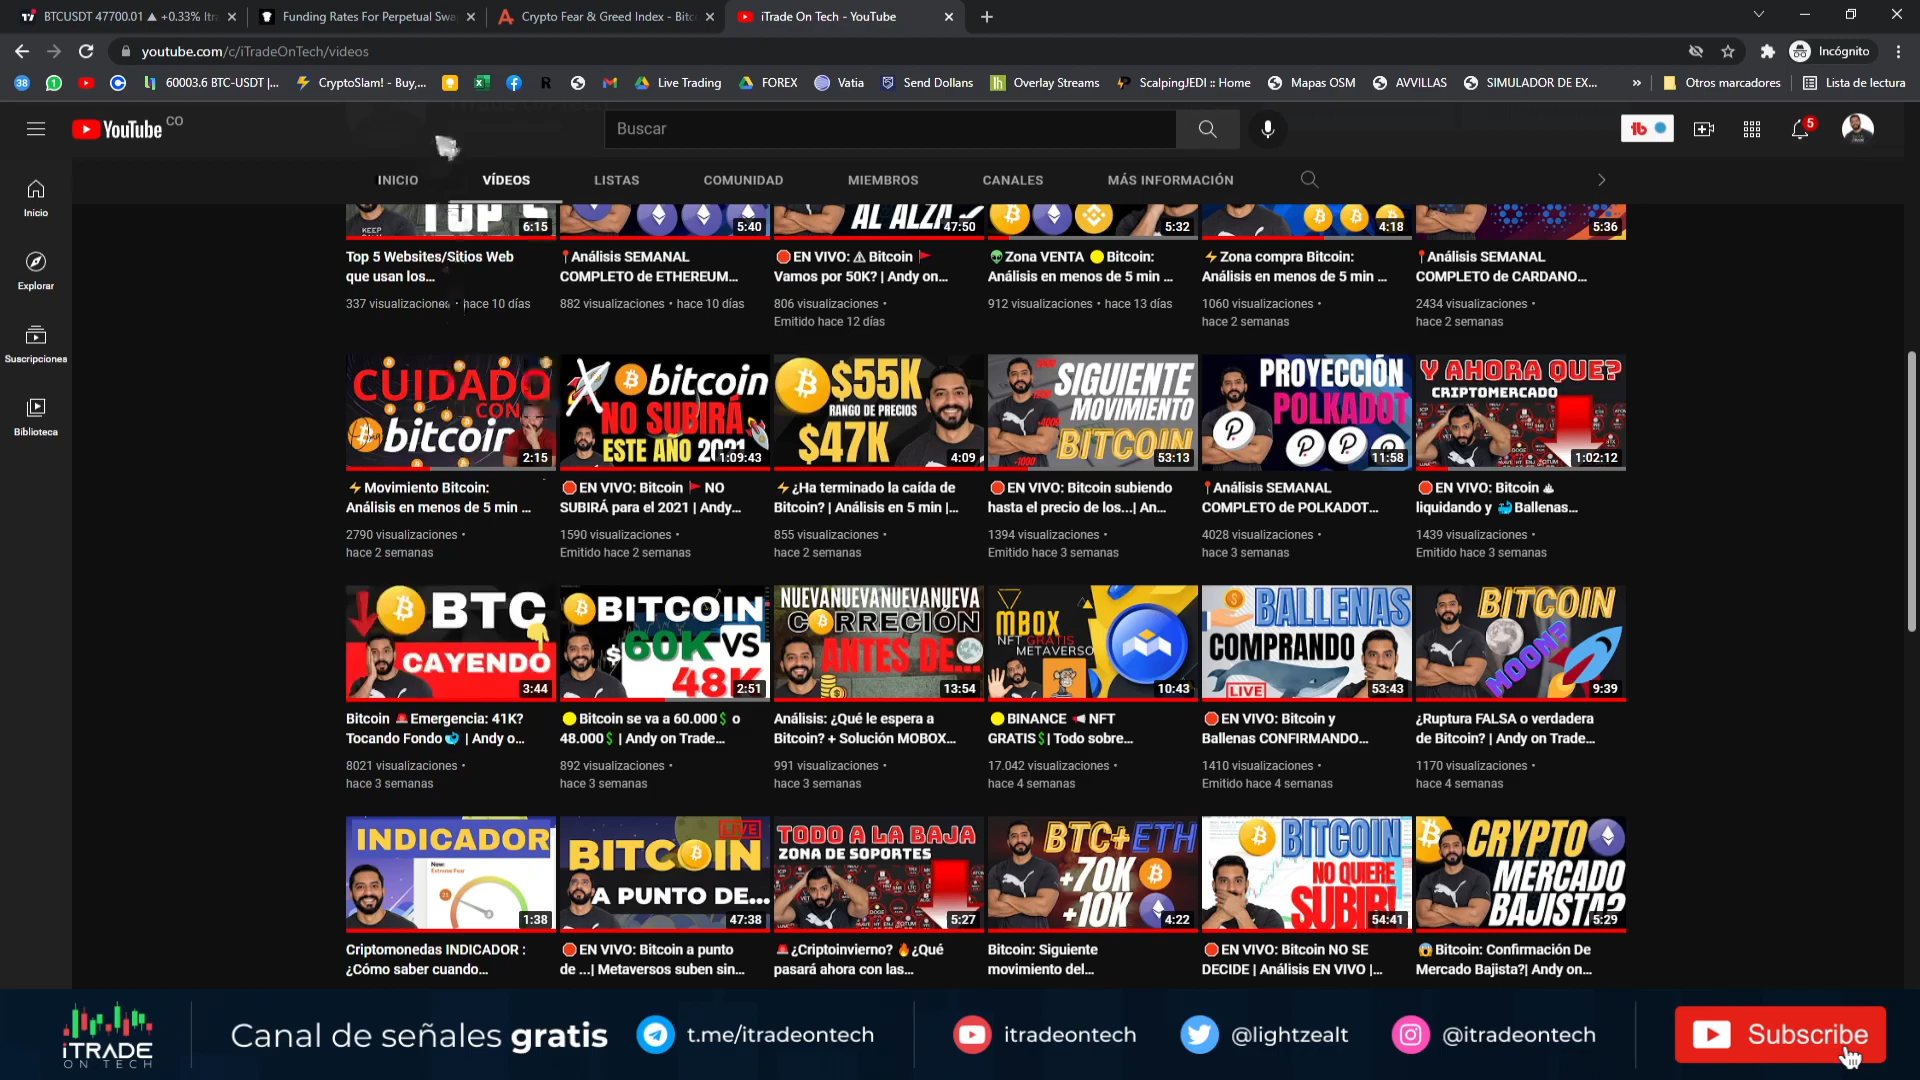 BTCUSDT 47700.01 ▲ +0.33% Itra
Funding Rates For Perpetual Swa
Crypto Fear & Greed Index - Bitc
iTrade On Tech - YouTube
youtube.com/c/iTradeOnTech/videos
Incógnito
38
60003.6 BTC-USDT |...
CryptoSlam! - Buy,...
R
Live Trading
FOREX
Vatia
Send Dollans
Overlay Streams
ScalpingJEDI :: Home
Mapas OSM
AVVILLAS
SIMULADOR DE EX...
»
Otros marcadores
Lista de lectura
YouTube CO
Buscar
5
INICIO
VÍDEOS
LISTAS
COMUNIDAD
MIEMBROS
CANALES
MÁS INFORMACIÓN
Inicio
Explorar
Suscripciones
Biblioteca
KEEP
TOP 5
6:15
5:40
AL ALZA
47:50
5:32
4:18
5:36
Top 5 Websites/Sitios Web
que usan los...
337 visualizaciones • hace 10 días
📍Análisis SEMANAL
COMPLETO de ETHEREUM...
882 visualizaciones • hace 10 días
🛑EN VIVO: ⚠ Bitcoin 🚩
Vamos por 50K? | Andy on...
806 visualizaciones •
Emitido hace 12 días
👽Zona VENTA 🟡Bitcoin:
Análisis en menos de 5 min ...
912 visualizaciones • hace 13 días
⚡Zona compra Bitcoin:
Análisis en menos de 5 min ...
1060 visualizaciones •
hace 2 semanas
📍Análisis SEMANAL
COMPLETO de CARDANO...
2434 visualizaciones •
hace 2 semanas
CUIDADO
CON
bitcoin
2:15
bitcoin
NO SUBIRÁ
ESTE AÑO 2021
1:09:43
$55K
RANGO DE PRECIOS
$47K
4:09
SIGUIENTE
MOVIMIENTO
BITCOIN
-1000
53:13
PROYECCIÓN
POLKADOT
11:58
Y AHORA QUE?
CRIPTOMERCADO
1:02:12
⚡Movimiento Bitcoin:
Análisis en menos de 5 min ...
2790 visualizaciones •
hace 2 semanas
🛑EN VIVO: Bitcoin 🚩NO
SUBIRÁ para el 2021 | Andy...
1590 visualizaciones •
Emitido hace 2 semanas
⚡¿Ha terminado la caída de
Bitcoin? | Análisis en 5 min |...
855 visualizaciones •
hace 2 semanas
🛑EN VIVO: Bitcoin subiendo
hasta el precio de los...| An...
1394 visualizaciones •
Emitido hace 3 semanas
📍Análisis SEMANAL
COMPLETO de POLKADOT...
4028 visualizaciones •
hace 3 semanas
🛑EN VIVO: Bitcoin
liquidando y 🐳Ballenas...
1439 visualizaciones •
Emitido hace 3 semanas
BTC
CAYENDO
3:44
BITCOIN
$60K VS
48K
2:51
NUEVANUEVANUEVANUEVA
CORRECIÓN
ANTES DE...
13:54
MBOX
NFT GRATIS
METAVERSO
10:43
BALLENAS
COMPRANDO
LIVE
53:43
BITCOIN
MOON?
9:39
Bitcoin 🚨Emergencia: 41K?
Tocando Fondo🐳 | Andy o...
8021 visualizaciones •
hace 3 semanas
🟡Bitcoin se va a 60.000💲 o
48.000💲 | Andy on Trade...
892 visualizaciones •
hace 3 semanas
Análisis: ¿Qué le espera a
Bitcoin? + Solución MOBOX...
991 visualizaciones •
hace 3 semanas
🟡BINANCE 📢NFT
GRATIS💲| Todo sobre...
17.042 visualizaciones •
hace 4 semanas
🛑EN VIVO: Bitcoin y
Ballenas CONFIRMANDO...
1410 visualizaciones •
Emitido hace 4 semanas
¿Ruptura FALSA o verdadera
de Bitcoin? | Andy on Trade...
1170 visualizaciones •
hace 4 semanas
INDICADOR
Now:
Extreme Fear
21
1:38
LIVE
BITCOIN
A PUNTO DE...
47:38
TODO A LA BAJA
ZONA DE SOPORTES
5:27
BTC+ETH
+70K
+10K
4:22
BITCOIN
NO QUIERE
SUBIR!
54:41
CRYPTO
MERCADO
BAJISTA?
5:29
Criptomonedas INDICADOR :
¿Cómo saber cuando...
🛑EN VIVO: Bitcoin a punto
de ...| Metaversos suben sin...
🚨¿Criptoinvierno? 🔥¿Qué
pasará ahora con las...
Bitcoin: Siguiente
movimiento del...
🛑EN VIVO: Bitcoin NO SE
DECIDE | Análisis EN VIVO |...
😱Bitcoin: Confirmación De
Mercado Bajista?| Andy on...
iTRADE
ON TECH
Canal de señales gratis
t.me/itradeontech
itradeontech
@lightzealt
@itradeontech
Subscribe